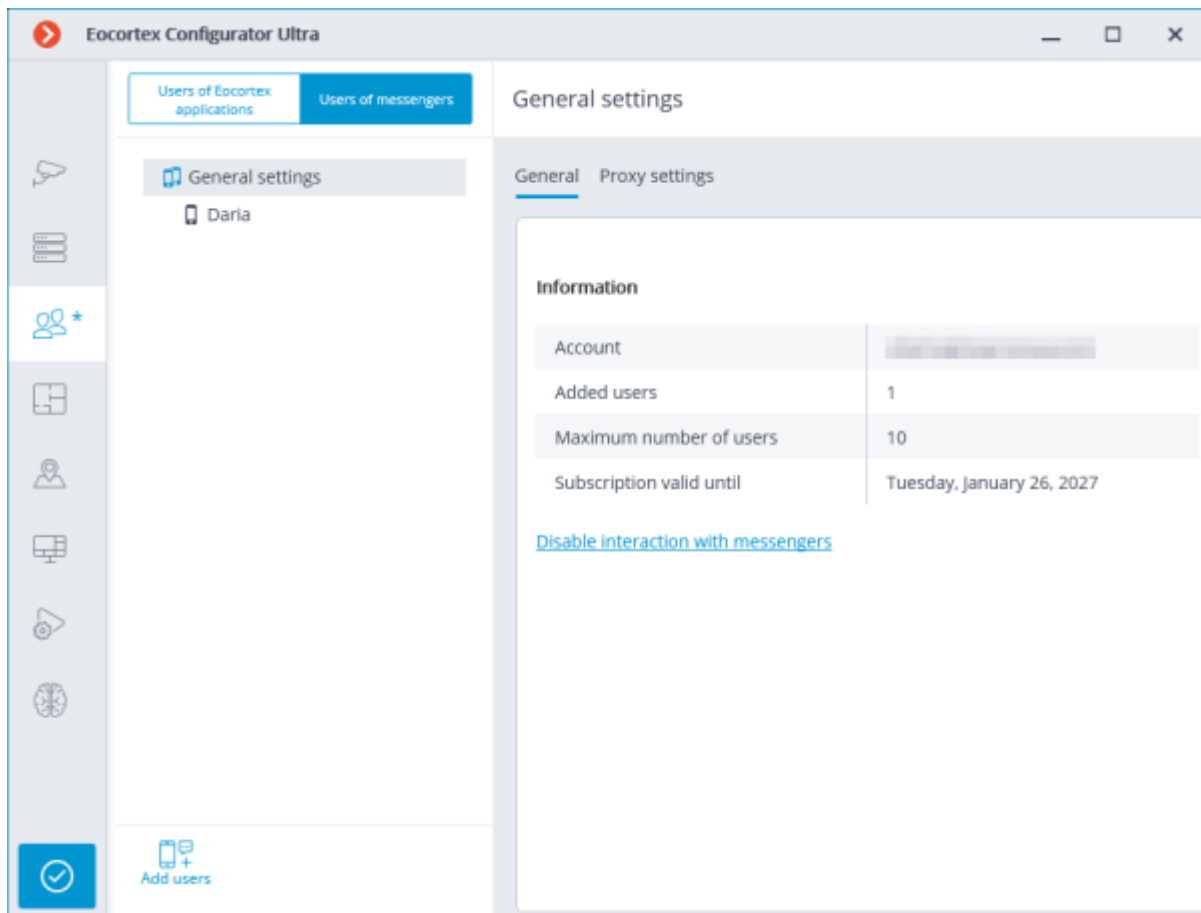 Eocortex Configurator Ultra
Users of Eocortex
applications
Users of messengers
General settings
General settings
Daria
General Proxy settings
Information
Account
Added users 1
Maximum number of users 10
Subscription valid until Tuesday, January 26, 2027
Disable interaction with messengers
Add users